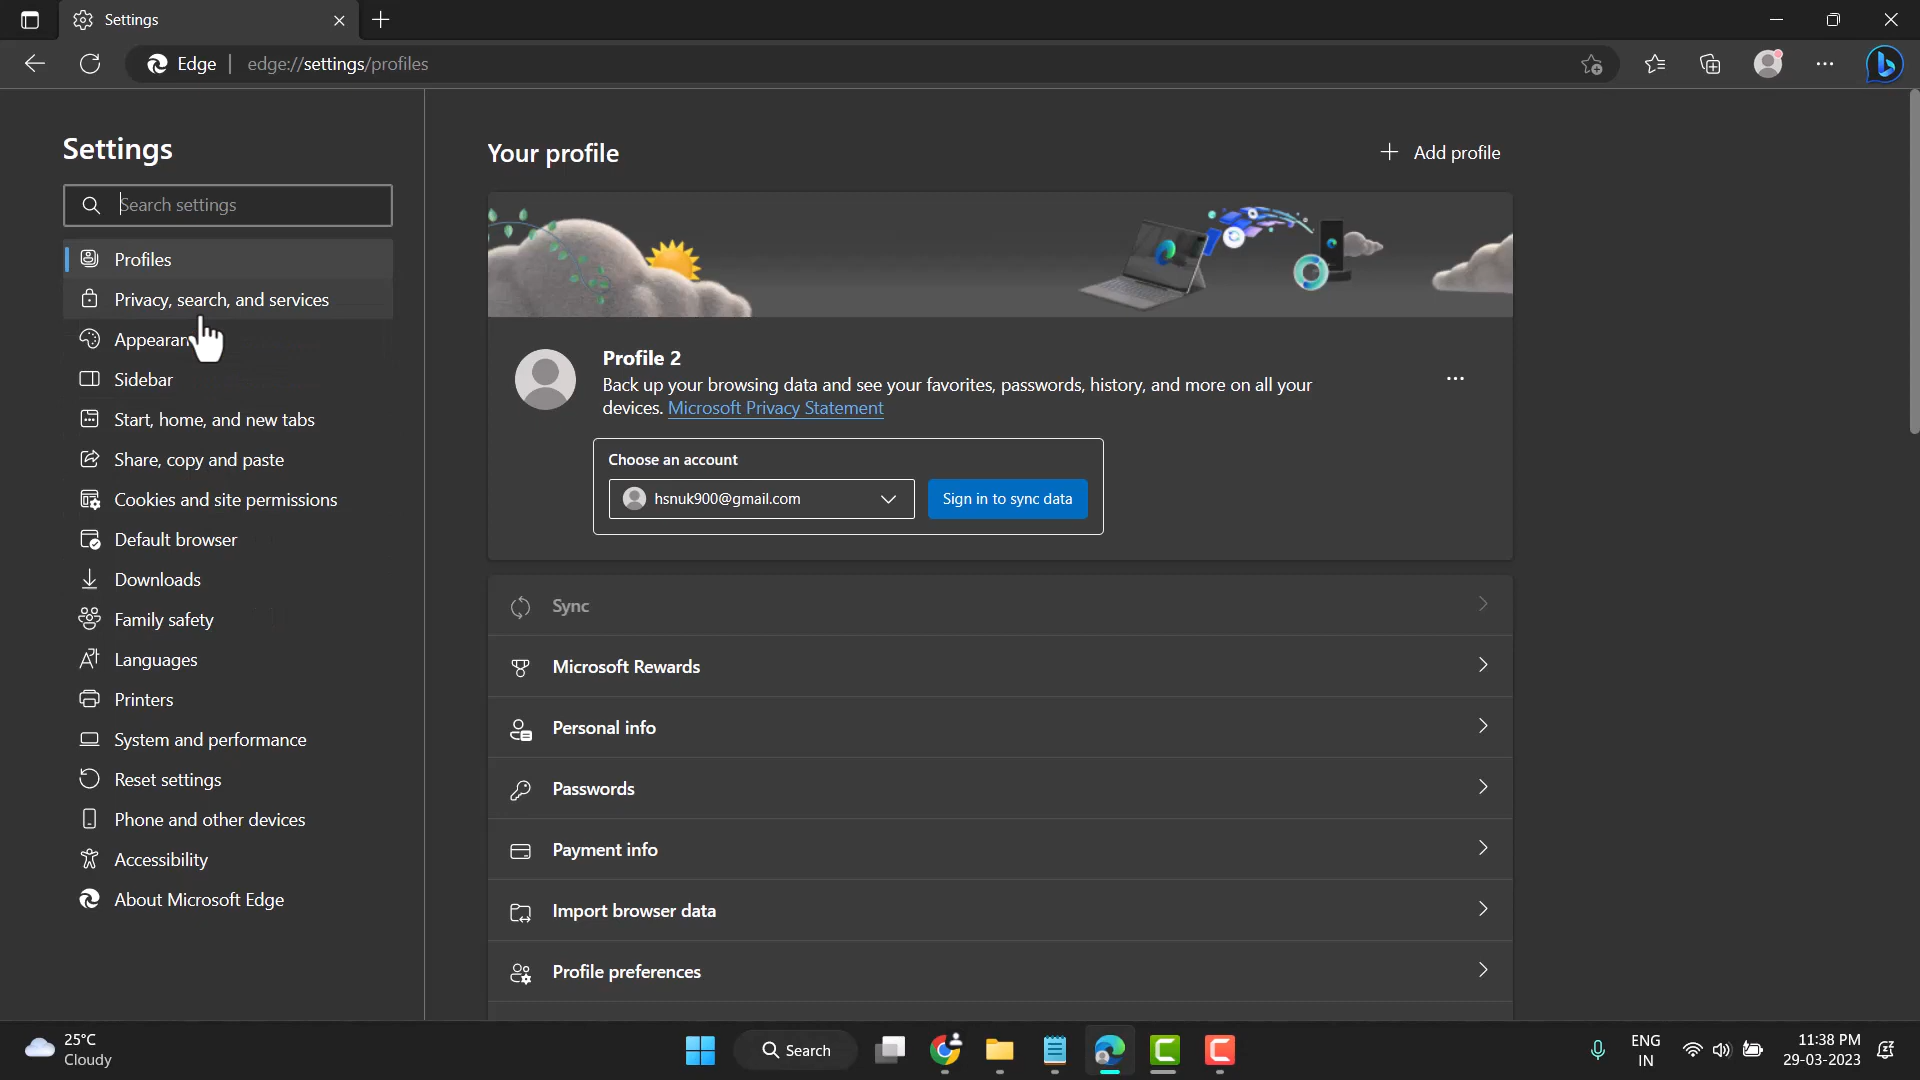 Settings
Edge
edge://settings/profiles
Settings
Search settings
Profiles
Privacy, search, and services
Sidebar
Start, home, and new tabs
Share, copy and paste
Cookies and site permissions
Default browser
Downloads
Family safety
Languages
Printers
System and performance
Reset settings
Phone and other devices
Accessibility
About Microsoft Edge
Your profile
Add profile
Profile 2
Back up your browsing data and see your favorites, passwords, history, and more on all your
devices. Microsoft Privacy Statement
Choose an account
hsnuk900@gmail.com
Sign in to sync data
Sync
Microsoft Rewards
Personal info
Passwords
Payment info
Import browser data
Profile preferences
25°C
Cloudy
Search
ENG
IN
11:38 PM
29-03-2023